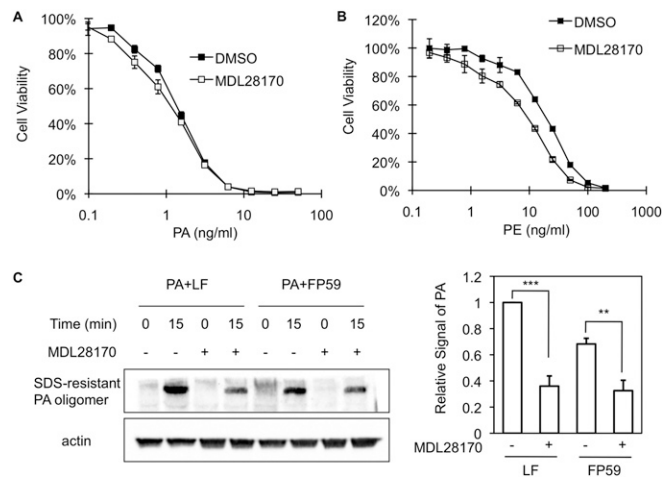 A
100%
80%
60%
40%
20%
0%
Cell Viability
DMSO
MDL28170
0.1 1 10 100
PA (ng/ml)
B
120%
100%
80%
60%
40%
20%
0%
Cell Viability
DMSO
MDL28170
0.1 1 10 100 1000
PE (ng/ml)
C
PA+LF PA+FP59
Time (min) 0 15 0 15 0 15 0 15
MDL28170 - - + + - - + +
SDS-resistant
PA oligomer
actin
Relative Signal of PA
1.2
1
0.8
0.6
0.4
0.2
0
*** **
MDL28170 - + - +
LF FP59